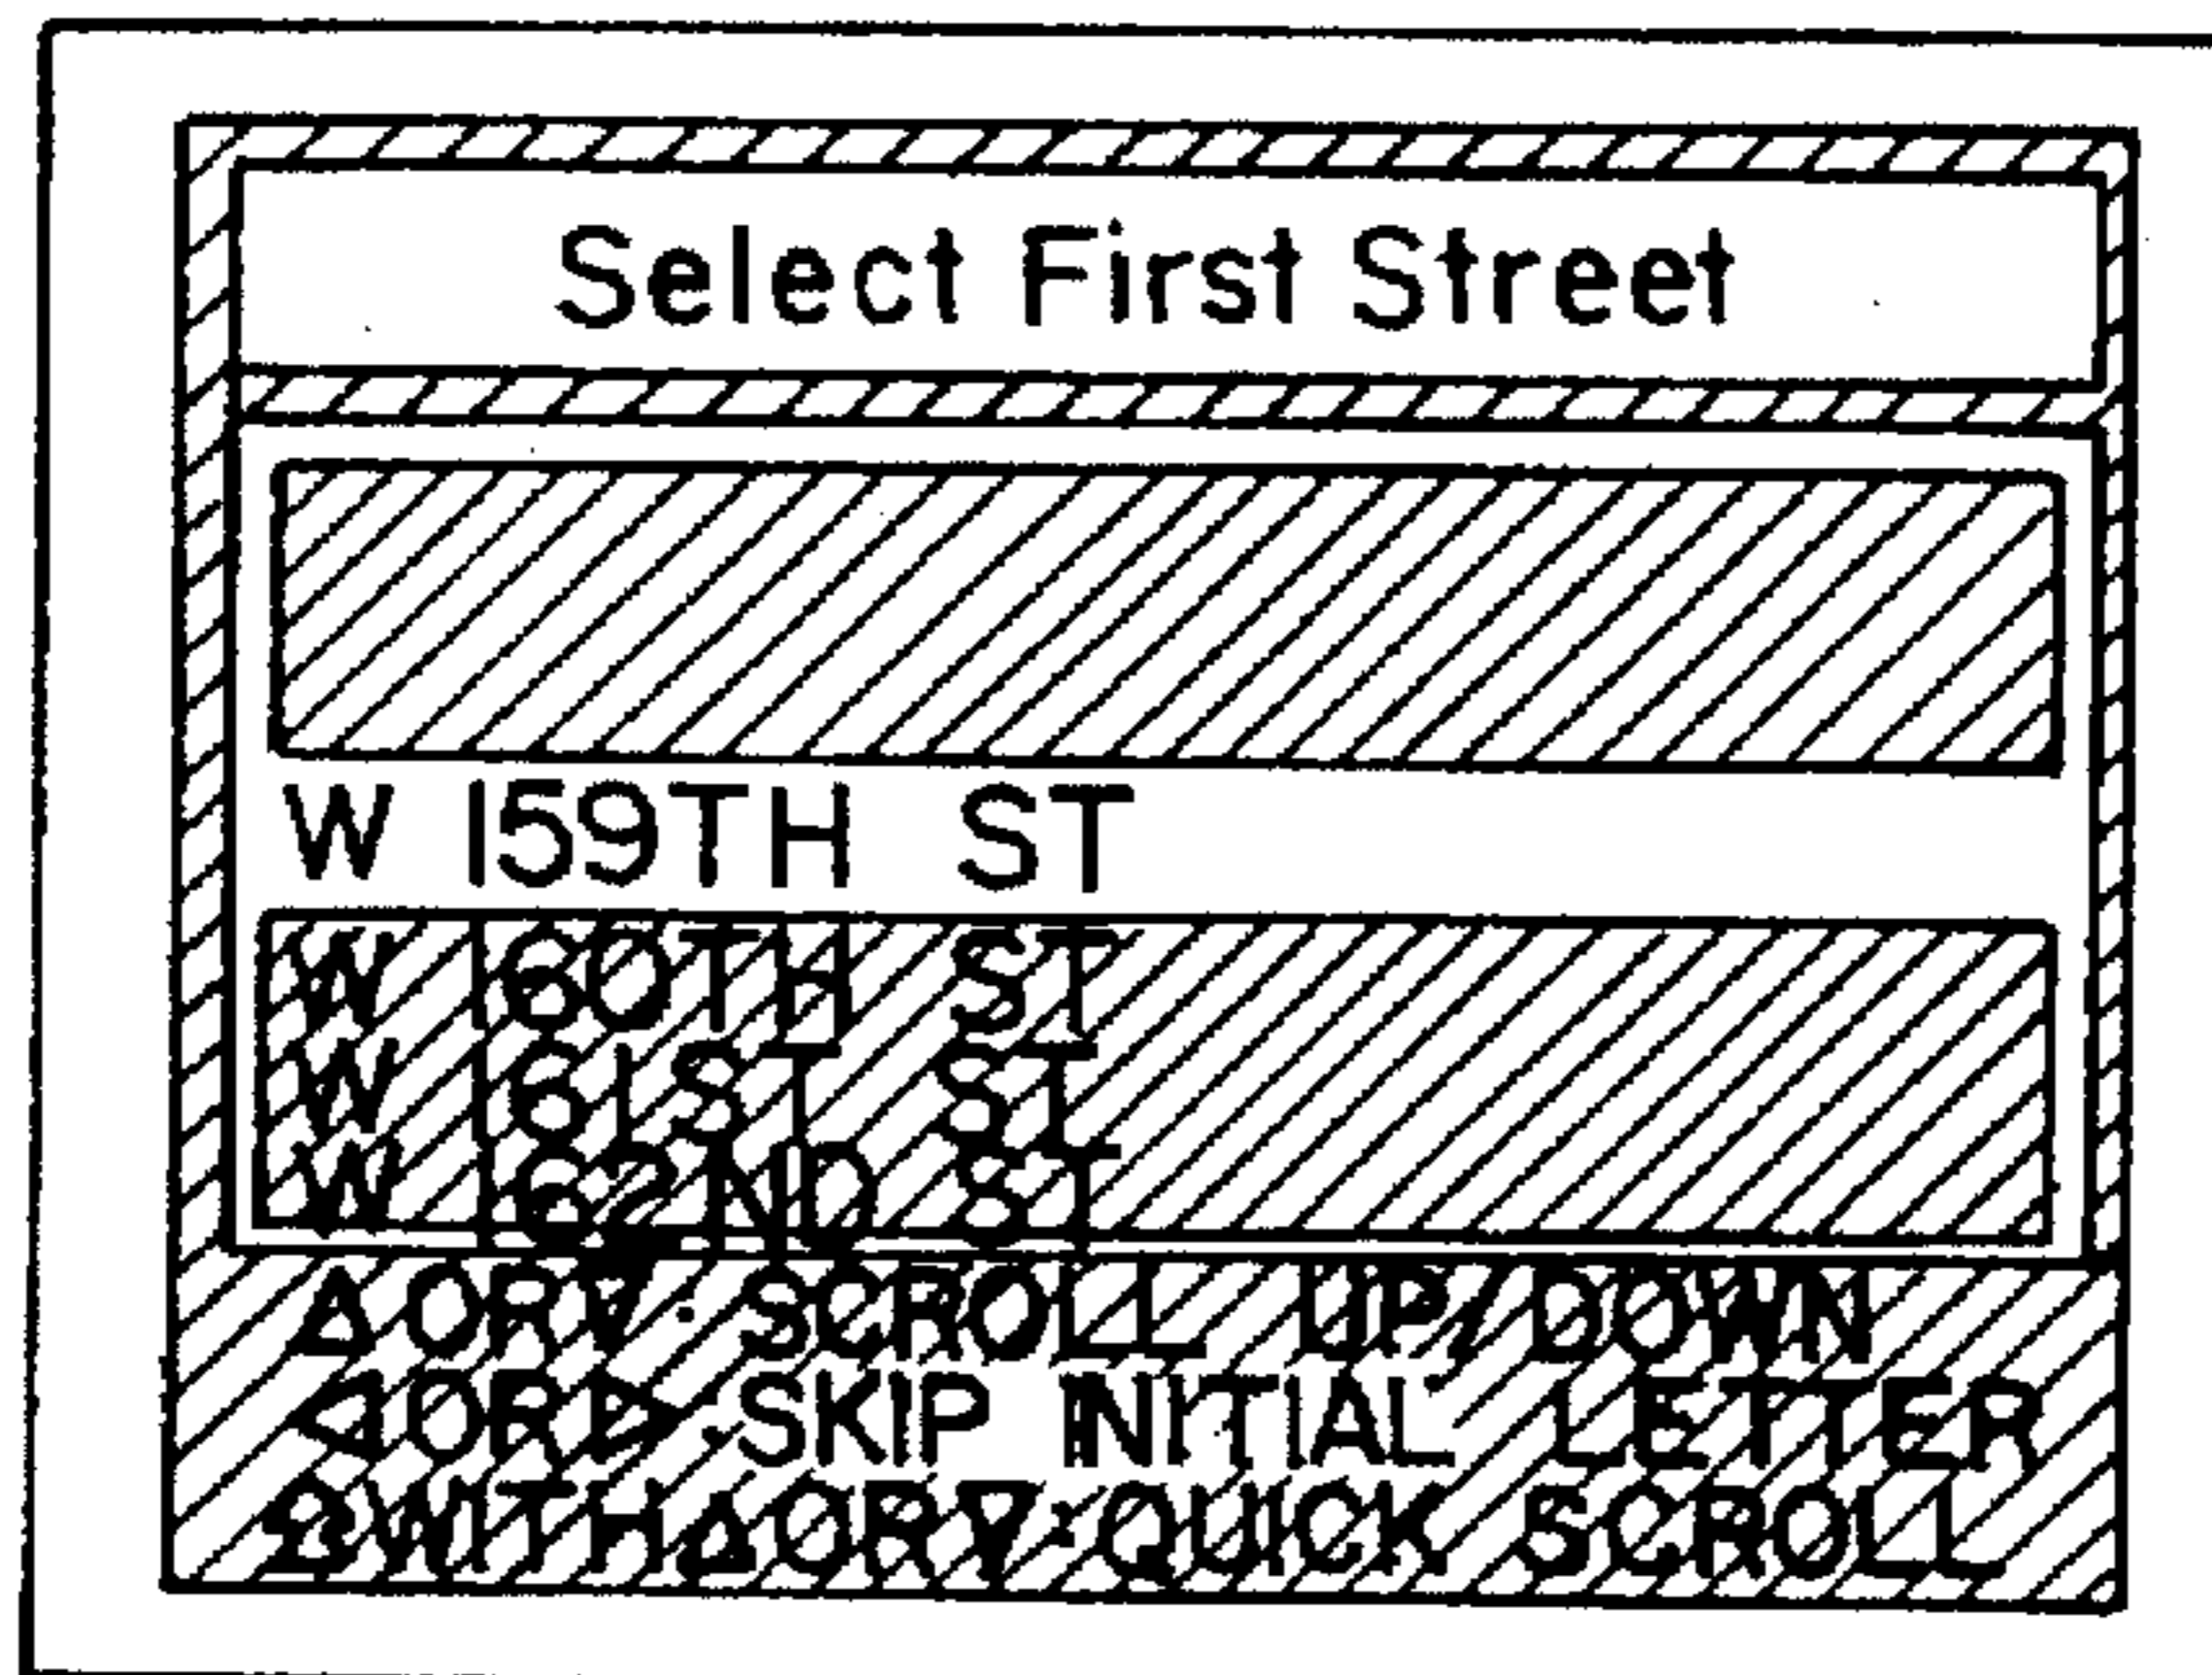 Select First Street
W 159TH ST
W 160TH ST
W 161ST ST
W 162ND ST
△ OR ▽ : SCROLL UP/DOWN
◁ OR ▷ : SKIP INITIAL LETTER
WITH △ OR ▽ : QUICK SCROLL